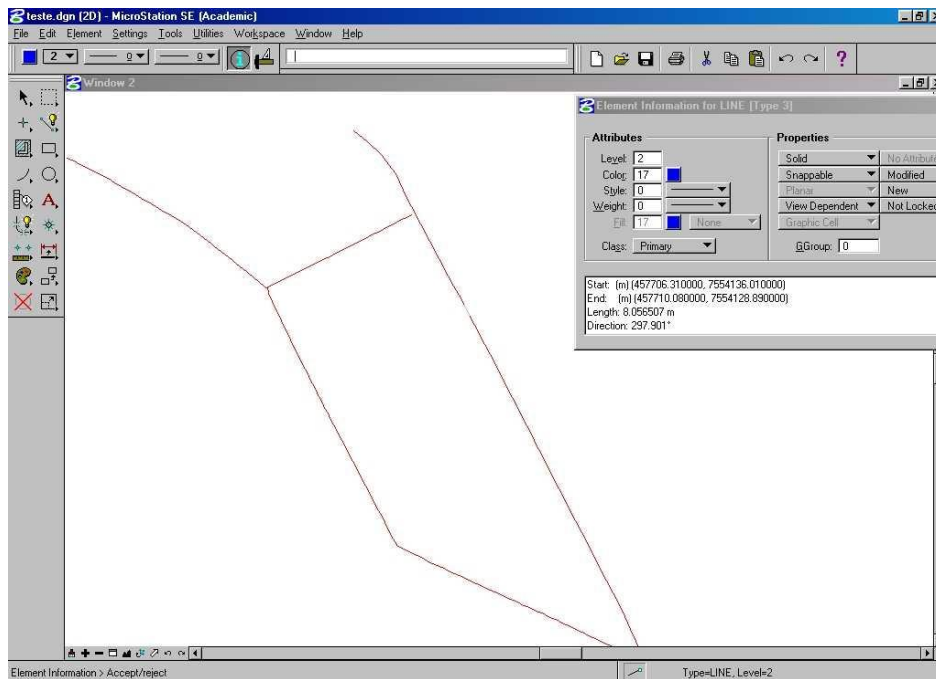 teste.dgn (2D) - MicroStation SE (Academic)
File Edit Element Settings Tools Utilities Workspace Window Help
2 0 0
Window 2
Element Information for LINE [Type 3]
Attributes
Level: 2
Color: 17
Style: 0
Weight: 0
Fill: 17 None
Class: Primary
Properties
Solid No Attribute
Snappable Modified
Planar New
View Dependent Not Locked
Graphic Cell
GGroup: 0
Start: (m) (457706.310000, 7554136.010000)
End: (m) (457710.080000, 7554128.890000)
Length: 8.056507 m
Direction: 297.901°
Element Information > Accept/reject
Type=LINE, Level=2